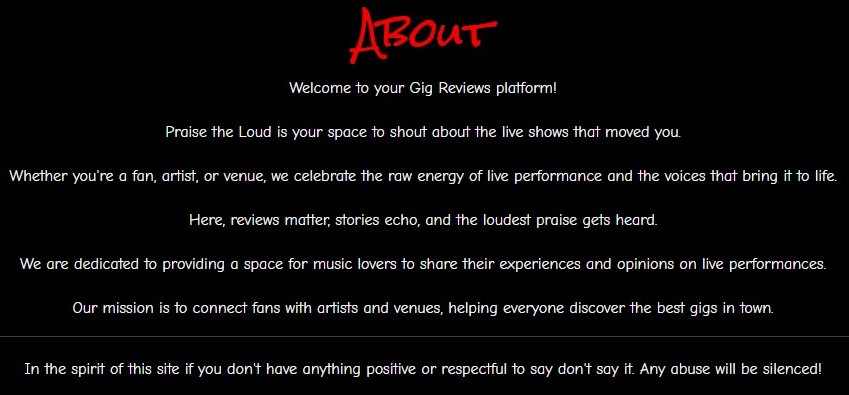 About
Welcome to your Gig Reviews platform!
Praise the Loud is your space to shout about the live shows that moved you.
Whether you're a fan, artist, or venue, we celebrate the raw energy of live performance and the voices that bring it to life.
Here, reviews matter, stories echo, and the loudest praise gets heard.
We are dedicated to providing a space for music lovers to share their experiences and opinions on live performances.
Our mission is to connect fans with artists and venues, helping everyone discover the best gigs in town.
In the spirit of this site if you don't have anything positive or respectful to say don't say it. Any abuse will be silenced!